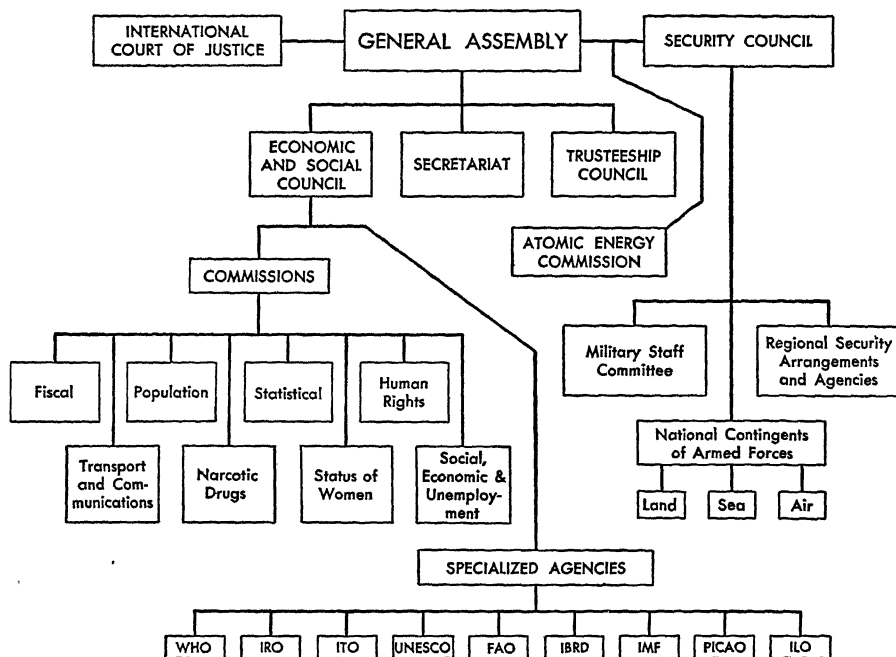 INTERNATIONAL
COURT OF JUSTICE
GENERAL ASSEMBLY
SECURITY COUNCIL
ECONOMIC
AND SOCIAL
COUNCIL
SECRETARIAT
TRUSTEESHIP
COUNCIL
ATOMIC ENERGY
COMMISSION
COMMISSIONS
Military Staff
Committee
Regional Security
Arrangements
and Agencies
Fiscal
Population
Statistical
Human
Rights
National Contingents
of Armed Forces
Transport
and Com-
munications
Narcotic
Drugs
Status of
Women
Social,
Economic &
Unemploy-
ment
Land
Sea
Air
SPECIALIZED AGENCIES
WHO
IRO
ITO
UNESCO
FAO
IBRD
IMF
PICAO
ILO